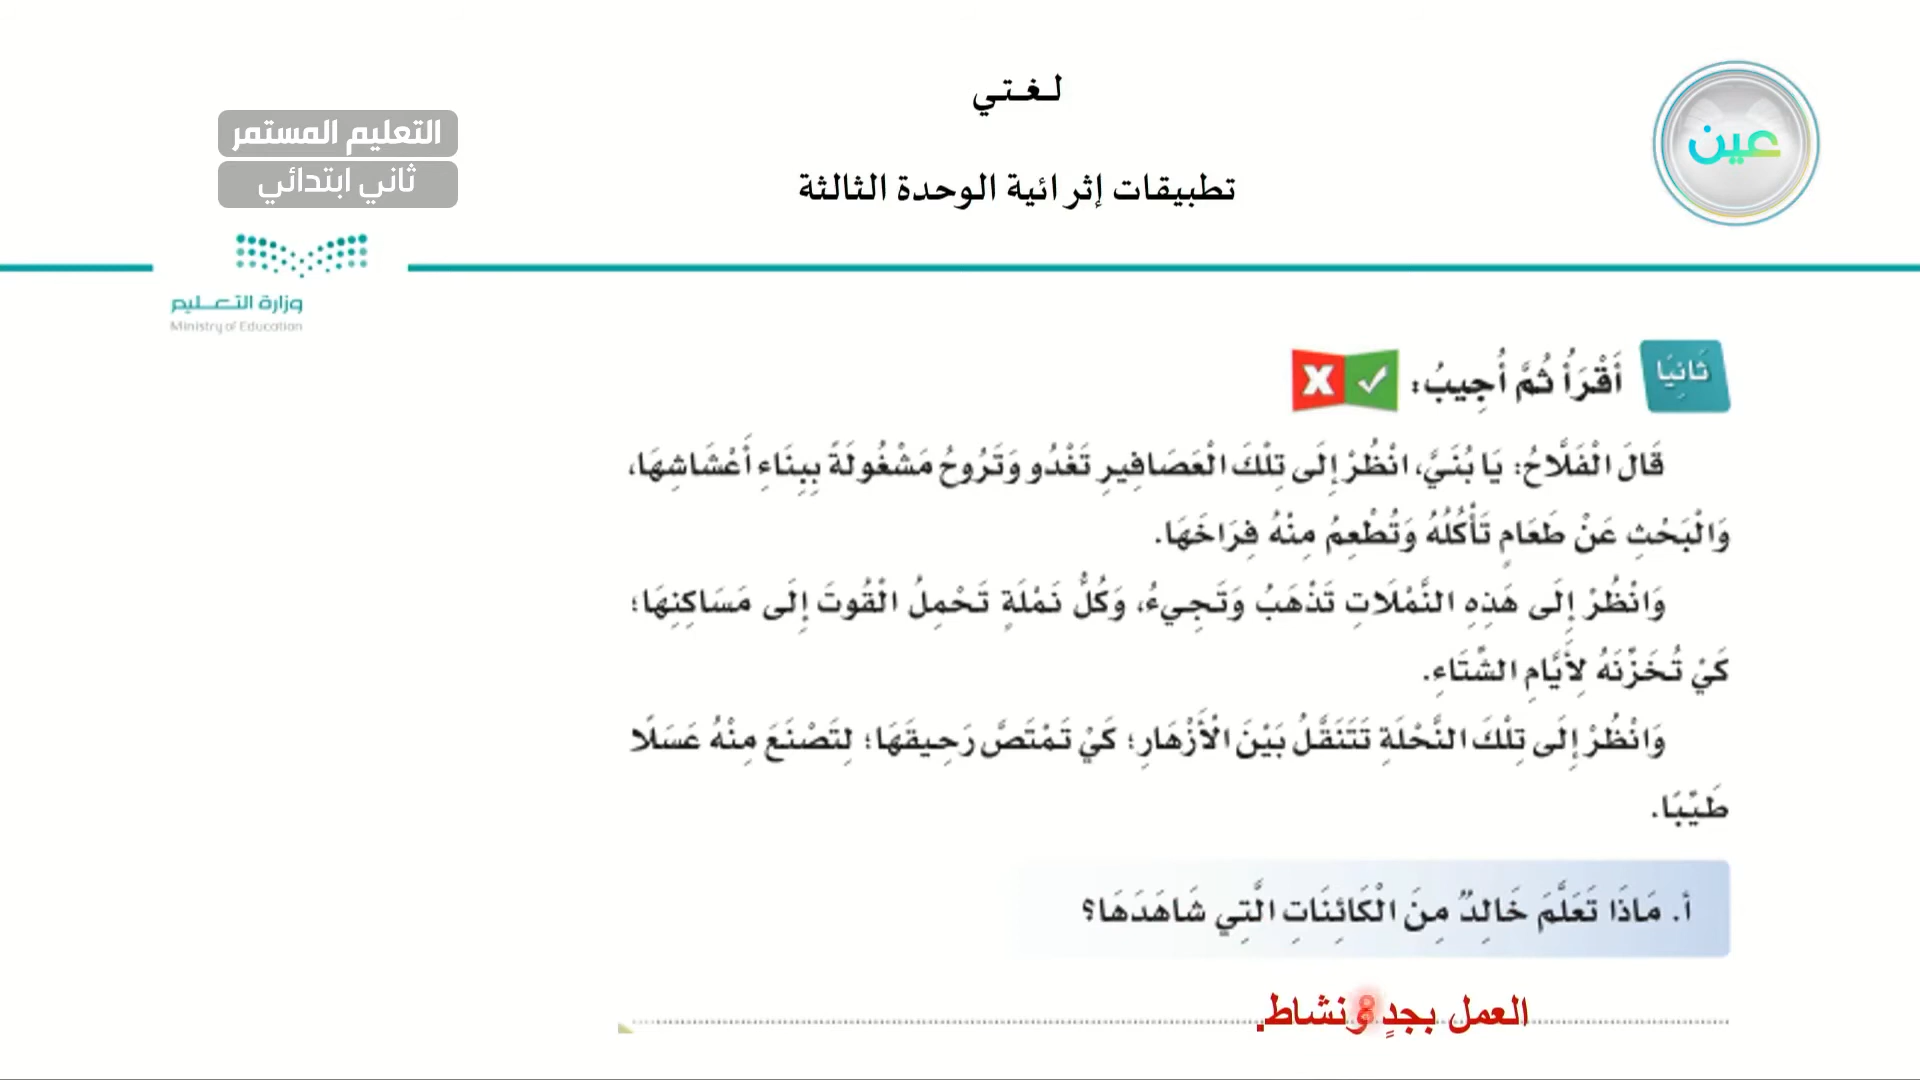 لغتي
تطبيقات إثرائية الوحدة الثالثة
عين
التعليم المستمر
ثاني ابتدائي
وزارة التعليم
Ministry of Education
ثَانِيًا
أَقْرَأُ ثُمَّ أُجِيبُ:
قَالَ الْفَلَّاحُ: يَا بُنَيَّ، انْظُرْ إِلَى تِلْكَ الْعَصَافِيرِ تَغْدُو وَتَرُوحُ مَشْغُولَةً بِبِنَاءِ أَعْشَاشِهَا،
وَالْبَحْثِ عَنْ طَعَامٍ تَأْكُلُهُ وَتُطْعِمُ مِنْهُ فِرَاخَهَا.
وَانْظُرْ إِلَى هَذِهِ النَّمْلَاتِ تَذْهَبُ وَتَجِيءُ، وَكُلُّ نَمْلَةٍ تَحْمِلُ الْقُوتَ إِلَى مَسَاكِنِهَا؛
كَيْ تُخَزِّنَهُ لِأَيَّامِ الشِّتَاءِ.
وَانْظُرْ إِلَى تِلْكَ النَّحْلَةِ تَتَنَقَّلُ بَيْنَ الْأَزْهَارِ؛ كَيْ تَمْتَصَّ رَحِيقَهَا؛ لِتَصْنَعَ مِنْهُ عَسَلًا
طَيِّبًا.
أ. مَاذَا تَعَلَّمَ خَالِدٌ مِنَ الْكَائِنَاتِ الَّتِي شَاهَدَهَا؟
العمل بجدٍ ونشاط.